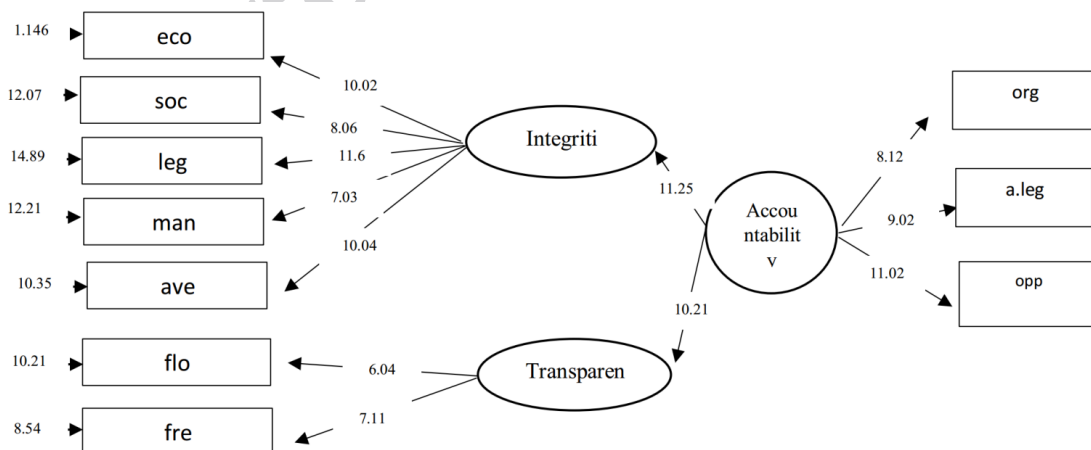 1.146
eco
10.02
org
12.07
soc
8.06
Integriti
14.89
leg
11.6
8.12
11.25
12.21
man
7.03
Accou
ntabilit
v
a.leg
9.02
10.04
11.02
10.35
ave
opp
10.21
10.21
flo
6.04
Transparen
7.11
8.54
fre